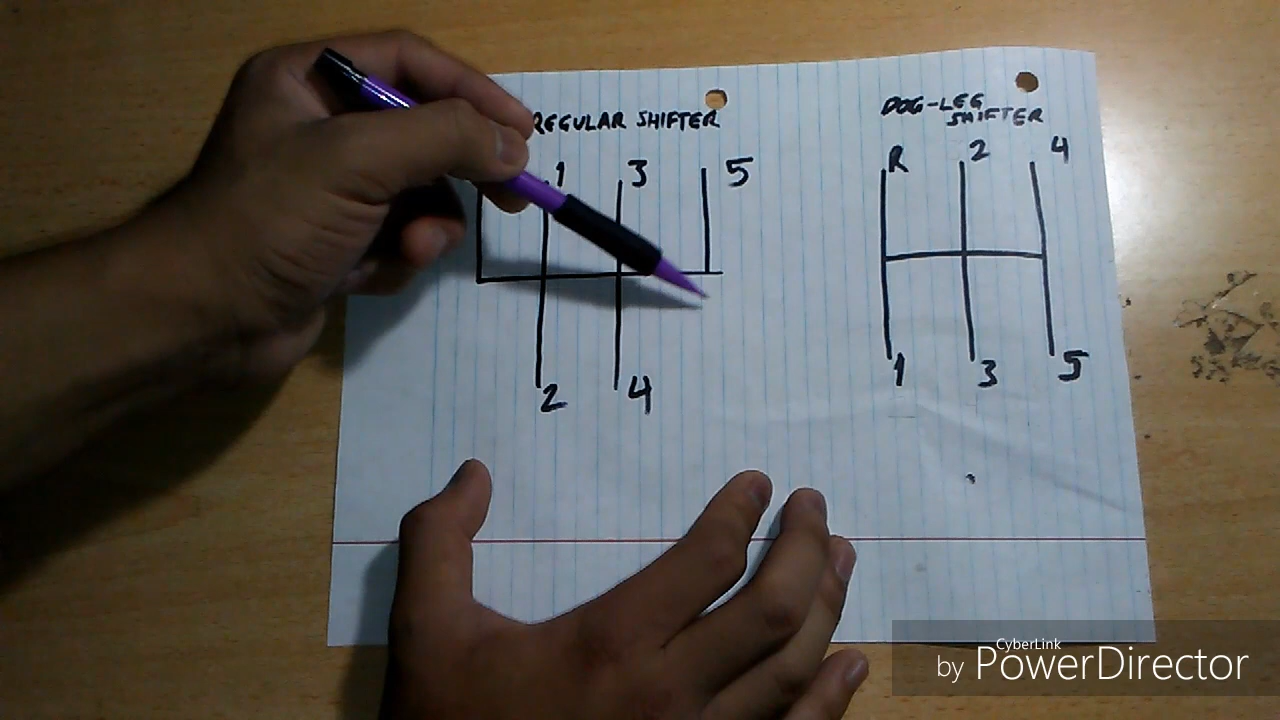 REGULAR SHIFTER
1 3 5
2 4
DOG-LEG
SHIFTER
R 2 4
1 3 5
CyberLink
by PowerDirector